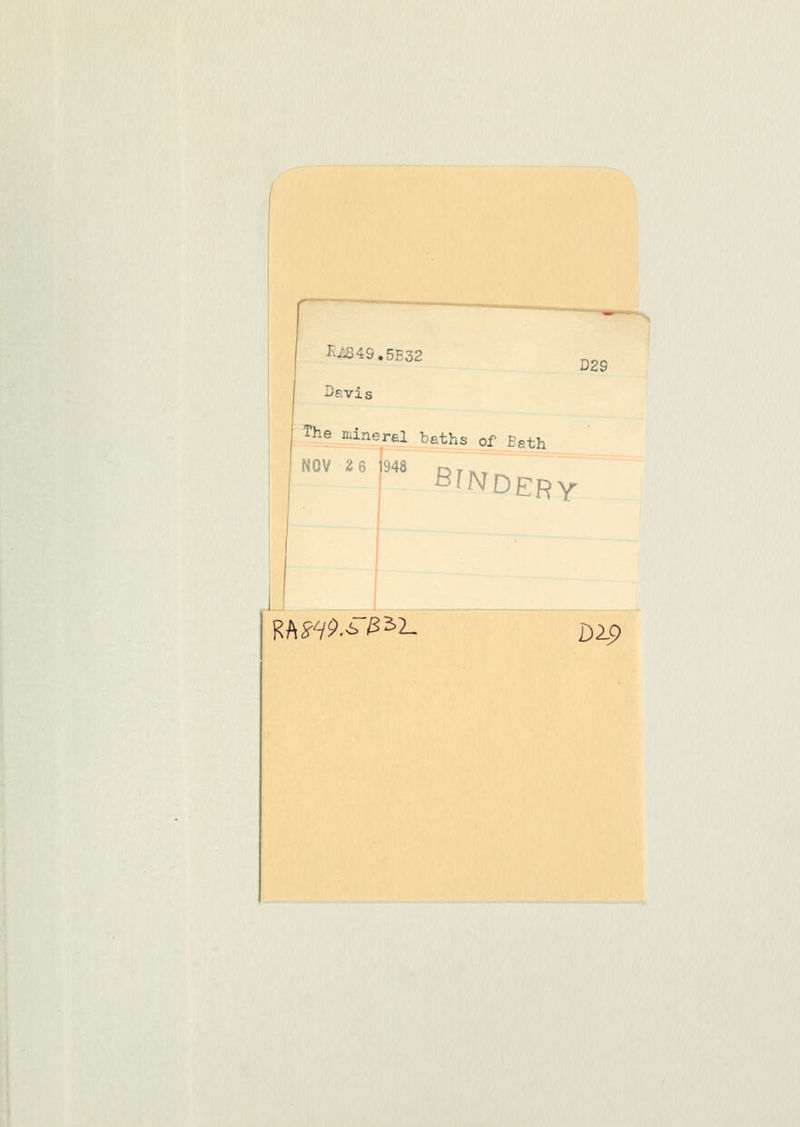 RA849.5B32 D29
Davis
The mineral baths of Bath
NOV 26 1948 BINDERY
RA849.5B32 D29